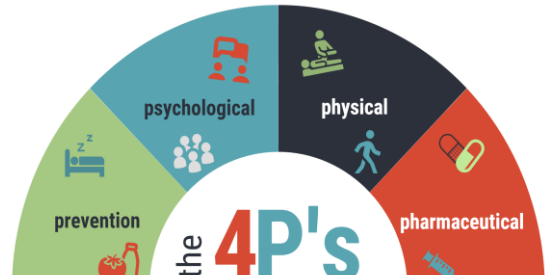 psychological
physical
prevention
pharmaceutical
the 4P's
z z